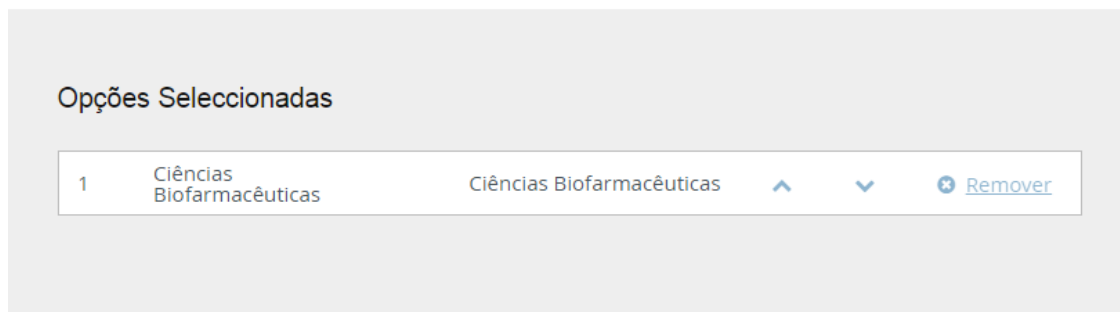 Opções Seleccionadas
1
Ciências
Biofarmacêuticas
Ciências Biofarmacêuticas
Remover